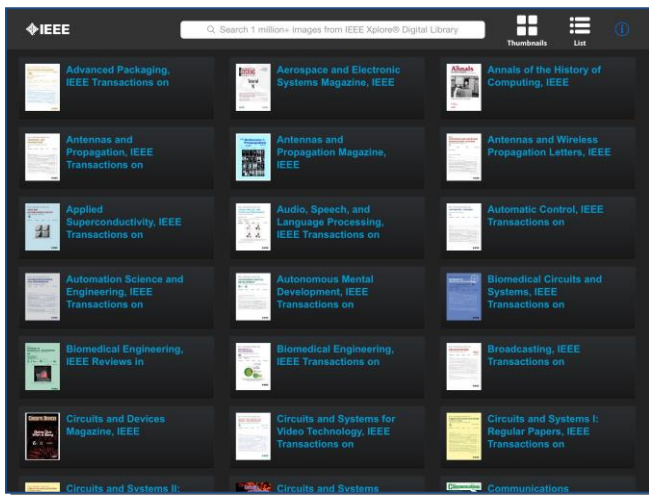 IEEE
Search 1 million+ images from IEEE Xplore® Digital Library
Thumbnails
List
Advanced Packaging,
IEEE Transactions on
Aerospace and Electronic
Systems Magazine, IEEE
Annals of the History of
Computing, IEEE
Antennas and
Propagation, IEEE
Transactions on
Antennas and
Propagation Magazine,
IEEE
Antennas and Wireless
Propagation Letters, IEEE
Applied
Superconductivity, IEEE
Transactions on
Audio, Speech, and
Language Processing,
IEEE Transactions on
Automatic Control, IEEE
Transactions on
Automation Science and
Engineering, IEEE
Transactions on
Autonomous Mental
Development, IEEE
Transactions on
Biomedical Circuits and
Systems, IEEE
Transactions on
Biomedical Engineering,
IEEE Reviews in
Biomedical Engineering,
IEEE Transactions on
Broadcasting, IEEE
Transactions on
Circuits and Devices
Magazine, IEEE
Circuits and Systems for
Video Technology, IEEE
Transactions on
Circuits and Systems I:
Regular Papers, IEEE
Transactions on
Circuits and Systems II:
Circuits and Systems
Communications